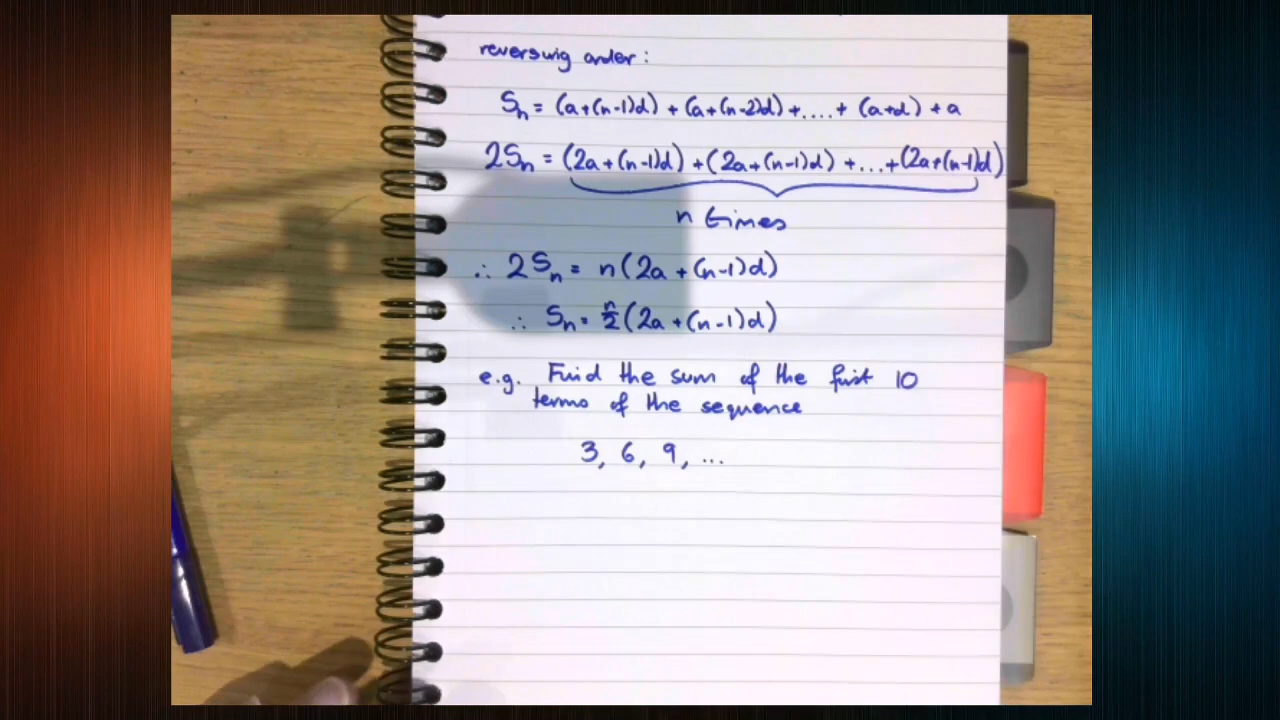 reversing order:
Sₙ = (a+(n-1)d) + (a+(n-2)d) +....+ (a+d) + a
2Sₙ = (2a+(n-1)d) + (2a+(n-1)d) + ...+(2a+(n-1)d)
n times
∴ 2Sₙ = n(2a+(n-1)d)
∴ Sₙ = n/2(2a+(n-1)d)
e.g. Find the sum of the first 10
terms of the sequence
3, 6, 9, ...